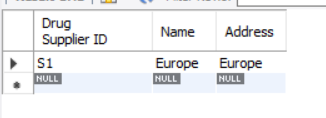 Drug
Supplier ID Name Address
S1 Europe Europe
NULL NULL NULL